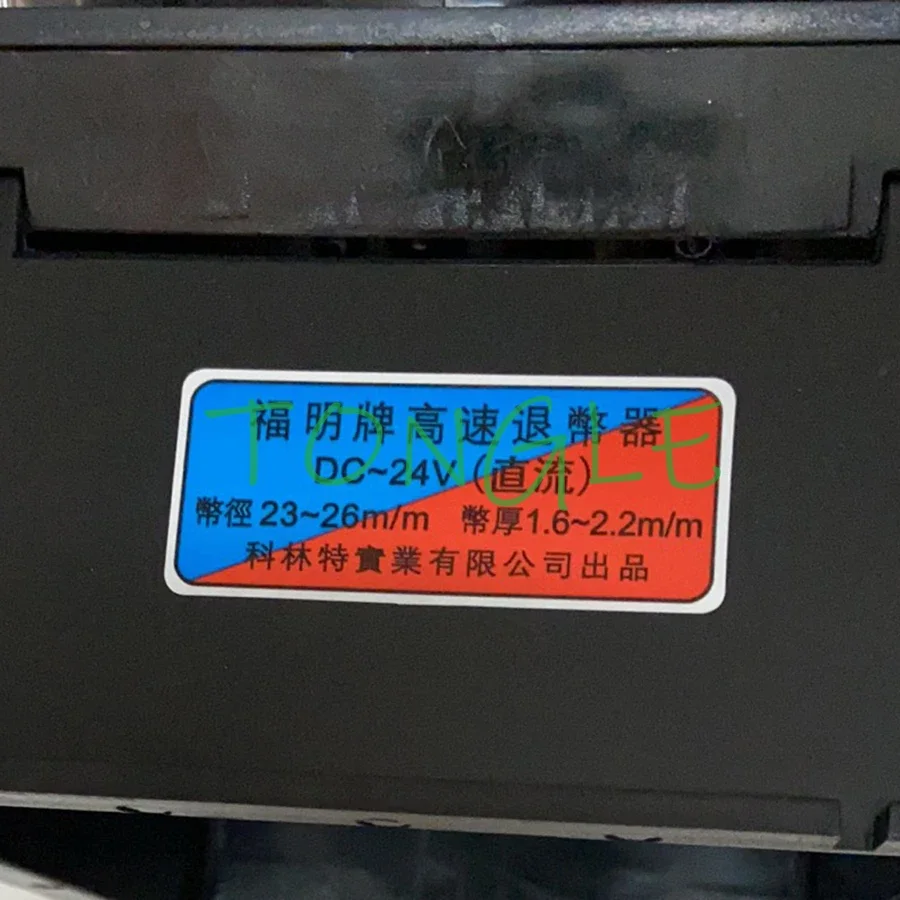 福明牌高速退幣器
DC~24V (直流)
幣徑 23~26m/m 幣厚1.6~2.2m/m
科林特實業有限公司出品
TONGLE